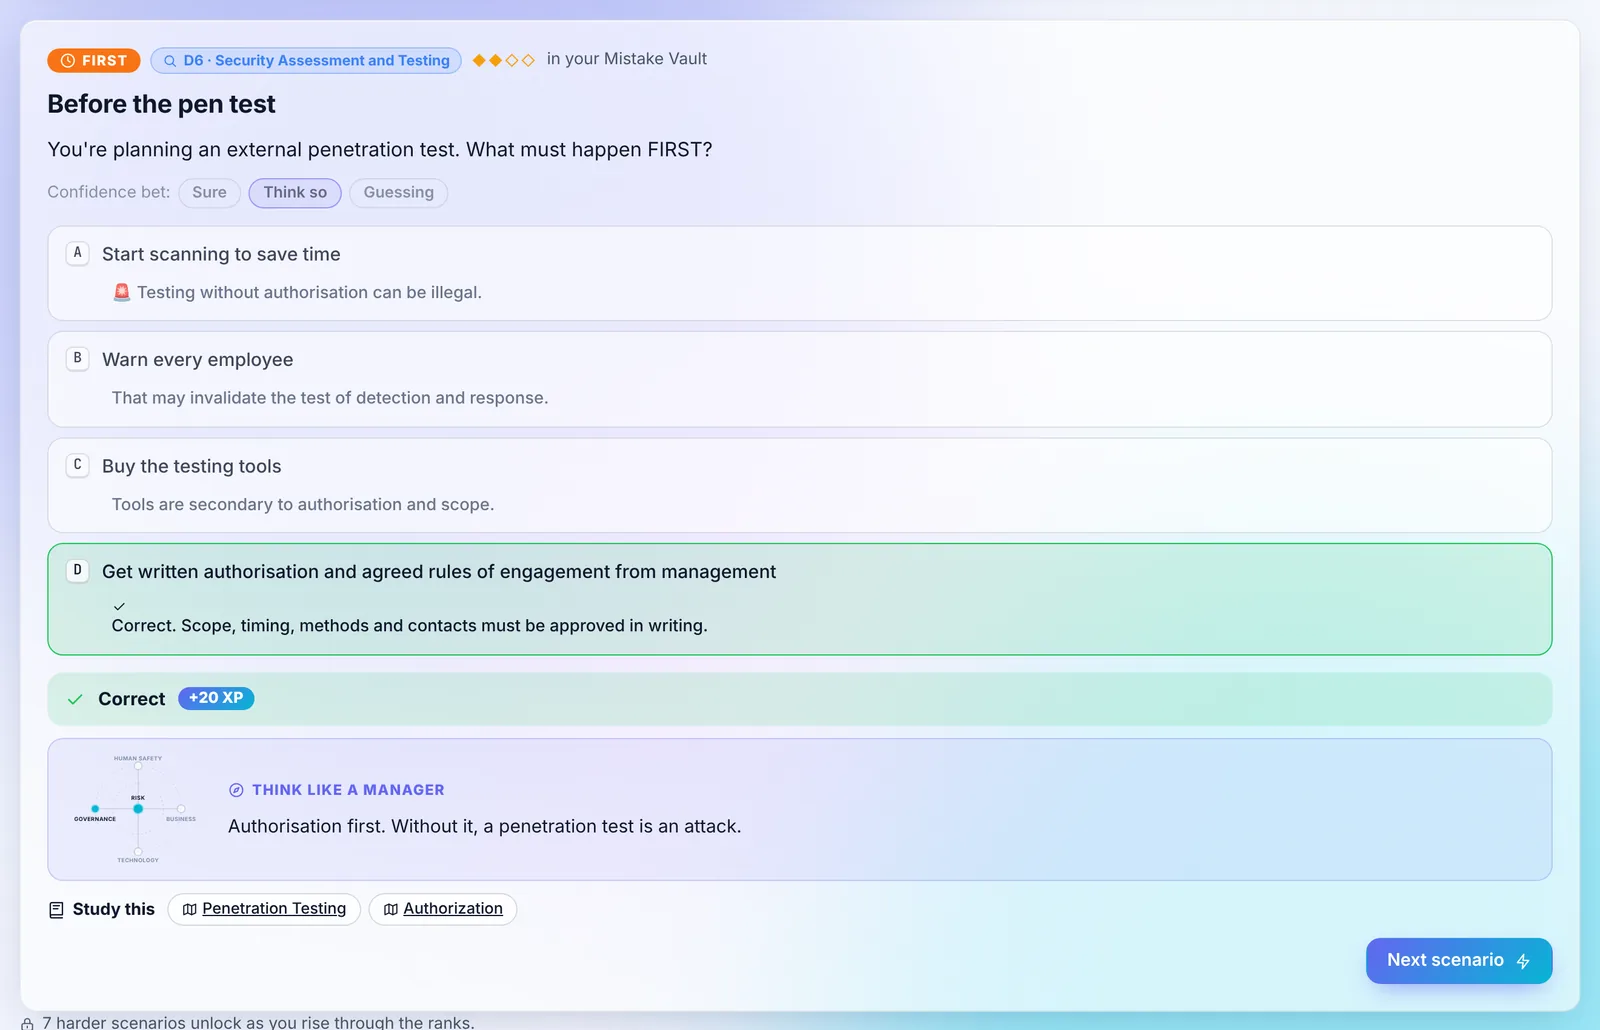 FIRST
D6 · Security Assessment and Testing
in your Mistake Vault
Before the pen test
You're planning an external penetration test. What must happen FIRST?
Confidence bet: Sure Think so Guessing
A Start scanning to save time
🚨 Testing without authorisation can be illegal.
B Warn every employee
That may invalidate the test of detection and response.
C Buy the testing tools
Tools are secondary to authorisation and scope.
D Get written authorisation and agreed rules of engagement from management
✓
Correct. Scope, timing, methods and contacts must be approved in writing.
Correct +20 XP
HUMAN SAFETY
RISK
GOVERNANCE
BUSINESS
TECHNOLOGY
THINK LIKE A MANAGER
Authorisation first. Without it, a penetration test is an attack.
Study this Penetration Testing Authorization
Next scenario
7 harder scenarios unlock as you rise through the ranks.